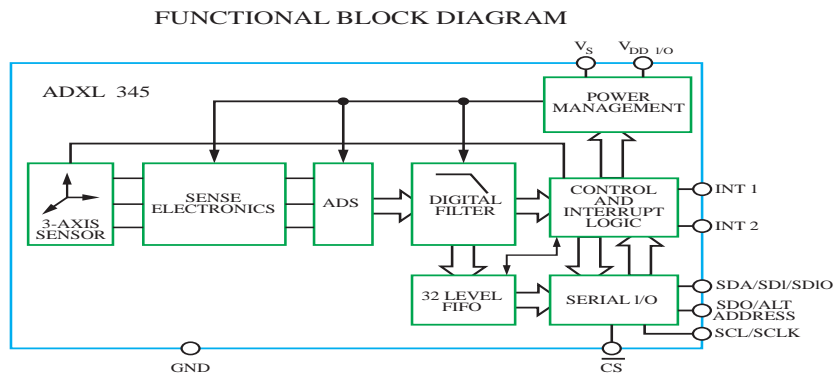 FUNCTIONAL BLOCK DIAGRAM
VS
VDD I/O
ADXL 345
POWER
MANAGEMENT
3-AXIS
SENSOR
SENSE
ELECTRONICS
ADS
DIGITAL
FILTER
CONTROL
AND
INTERRUPT
LOGIC
INT 1
INT 2
32 LEVEL
FIFO
SERIAL I/O
SDA/SDI/SDIO
SDO/ALT
ADDRESS
SCL/SCLK
GND
CS